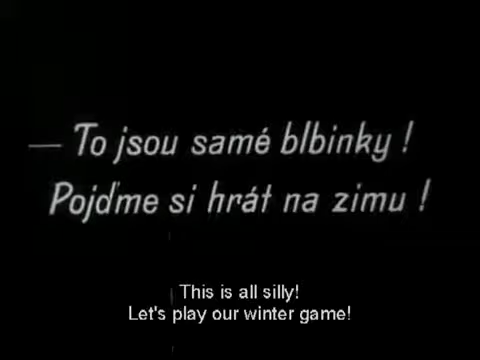 — To jsou samé blbinky !
Pojďme si hrát na zimu !
This is all silly!
Let's play our winter game!